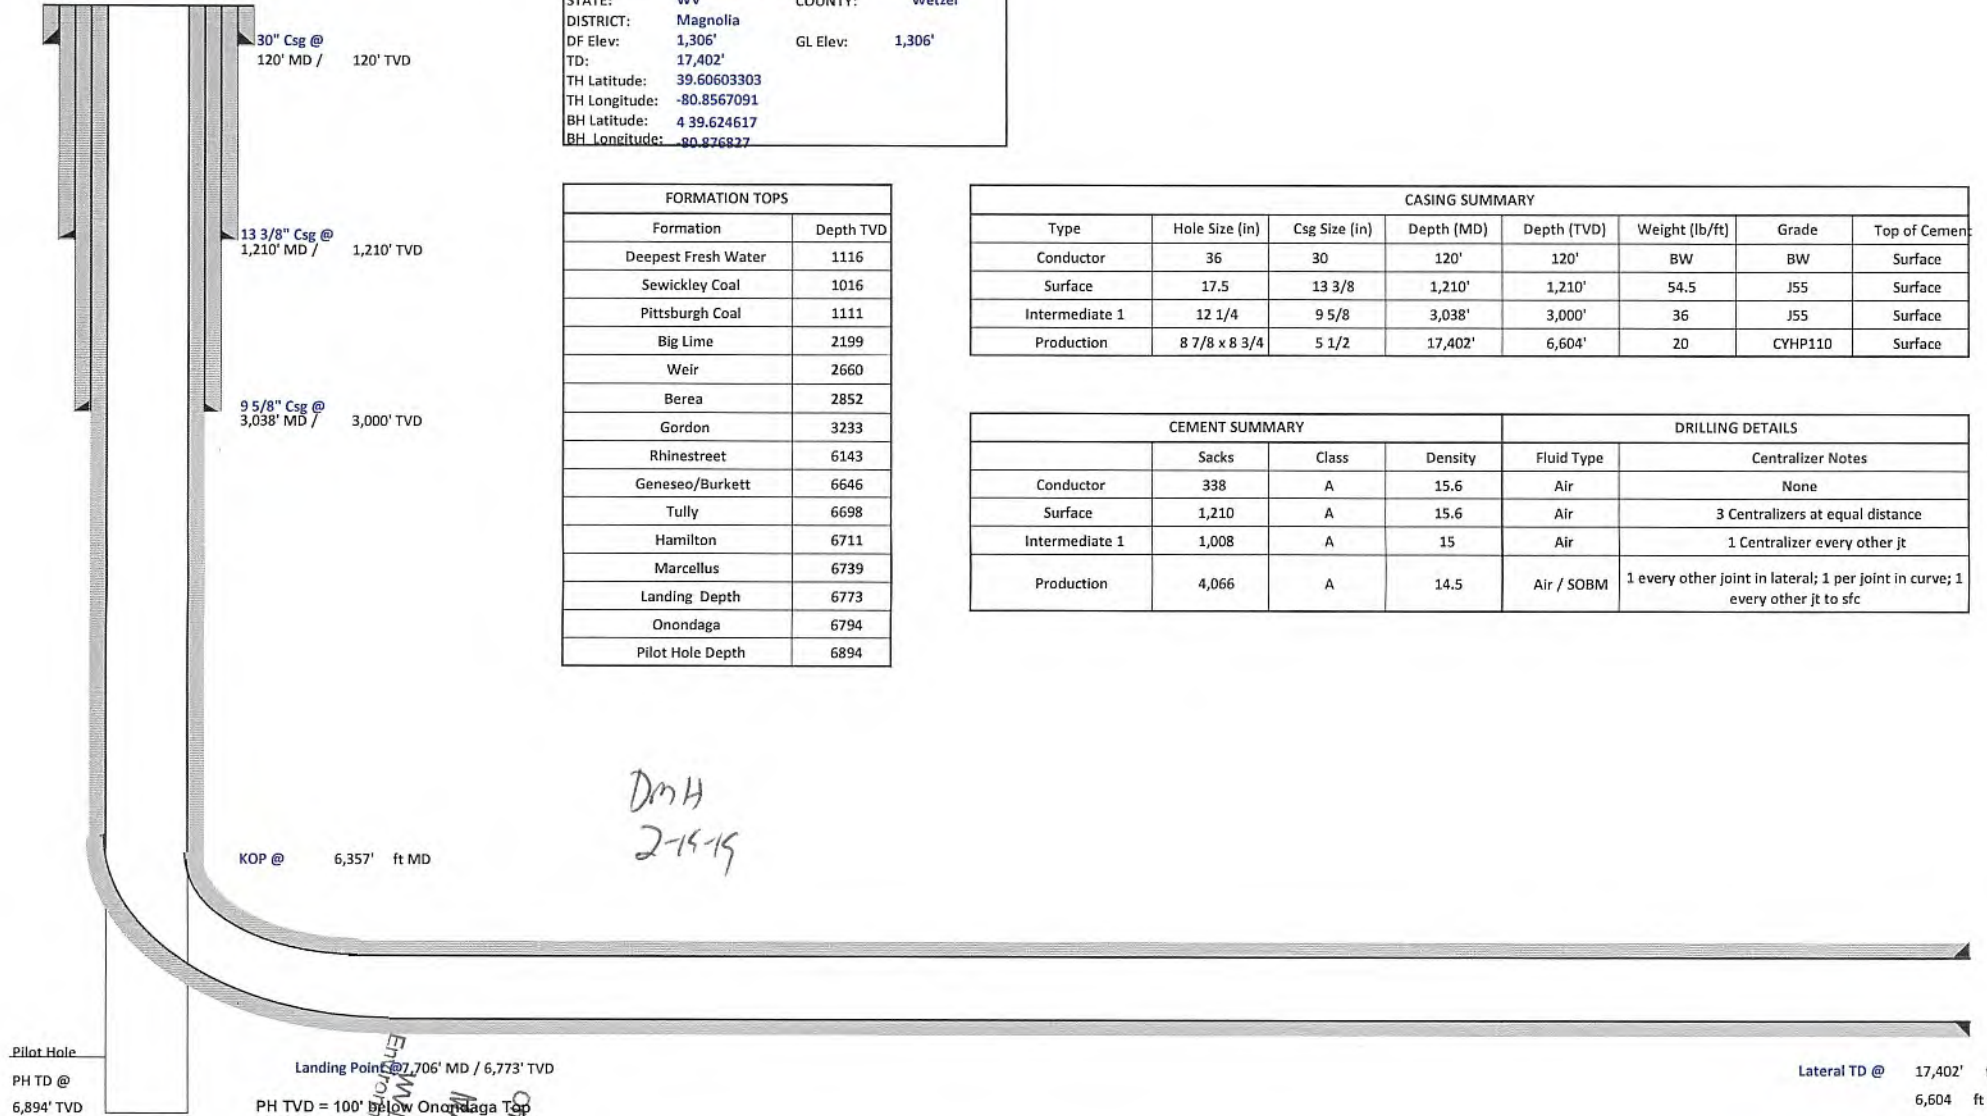 STATE: WV COUNTY: Wetzel
DISTRICT: Magnolia
DF Elev: 1,306' GL Elev: 1,306'
TD: 17,402'
TH Latitude: 39.60603303
TH Longitude: -80.8567091
BH Latitude: 4 39.624617
BH Longitude: -80.876827
30" Csg @
120' MD / 120' TVD
13 3/8" Csg @
1,210' MD / 1,210' TVD
9 5/8" Csg @
3,038' MD / 3,000' TVD
FORMATION TOPS
Formation Depth TVD
Deepest Fresh Water 1116
Sewickley Coal 1016
Pittsburgh Coal 1111
Big Lime 2199
Weir 2660
Berea 2852
Gordon 3233
Rhinestreet 6143
Geneseo/Burkett 6646
Tully 6698
Hamilton 6711
Marcellus 6739
Landing Depth 6773
Onondaga 6794
Pilot Hole Depth 6894
CASING SUMMARY
Type Hole Size (in) Csg Size (in) Depth (MD) Depth (TVD) Weight (lb/ft) Grade Top of Cement
Conductor 36 30 120' 120' BW BW Surface
Surface 17.5 13 3/8 1,210' 1,210' 54.5 J55 Surface
Intermediate 1 12 1/4 9 5/8 3,038' 3,000' 36 J55 Surface
Production 8 7/8 x 8 3/4 5 1/2 17,402' 6,604' 20 CYHP110 Surface
CEMENT SUMMARY DRILLING DETAILS
Sacks Class Density Fluid Type Centralizer Notes
Conductor 338 A 15.6 Air None
Surface 1,210 A 15.6 Air 3 Centralizers at equal distance
Intermediate 1 1,008 A 15 Air 1 Centralizer every other jt
Production 4,066 A 14.5 Air / SOBM 1 every other joint in lateral; 1 per joint in curve; 1
every other jt to sfc
DMH
KOP @ 6,357' ft MD
Pilot Hole
PH TD @
6,894' TVD
Landing Point @7,706' MD / 6,773' TVD
PH TVD = 100' below Onondaga Top
Lateral TD @ 17,402'
6,604 ft